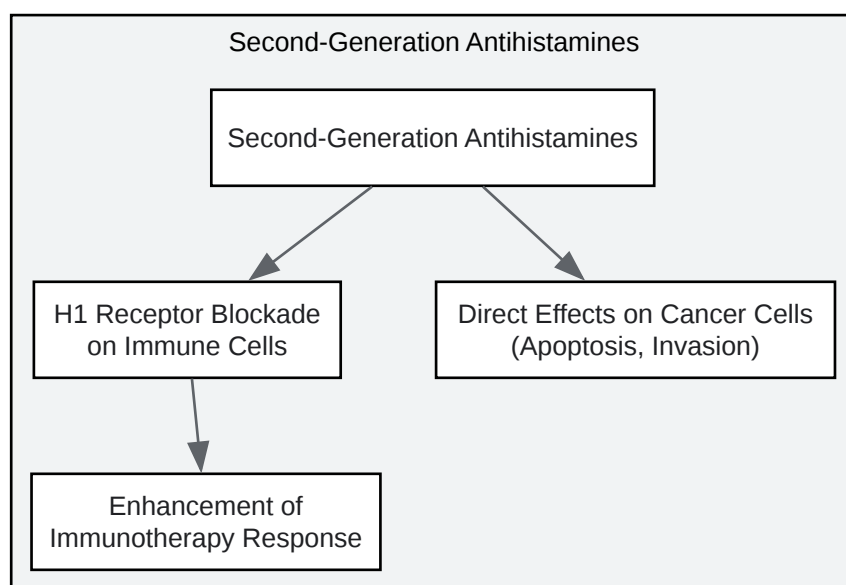 Second-Generation Antihistamines
Second-Generation Antihistamines
H1 Receptor Blockade
on Immune Cells
Direct Effects on Cancer Cells
(Apoptosis, Invasion)
Enhancement of
Immunotherapy Response